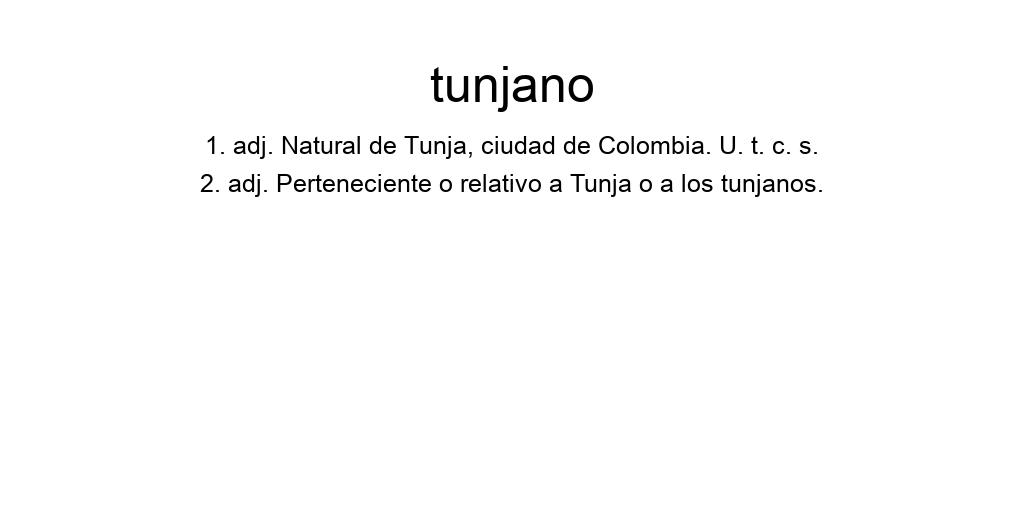 tunjano
1. adj. Natural de Tunja, ciudad de Colombia. U. t. c. s.
2. adj. Perteneciente o relativo a Tunja o a los tunjanos.